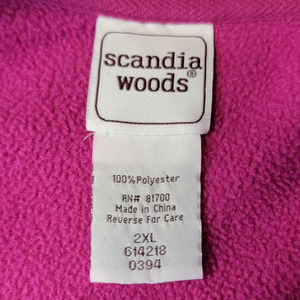 scandia
woods®
100% Polyester
RN# 81700
Made in China
Reverse For Care
2XL
614218
0394